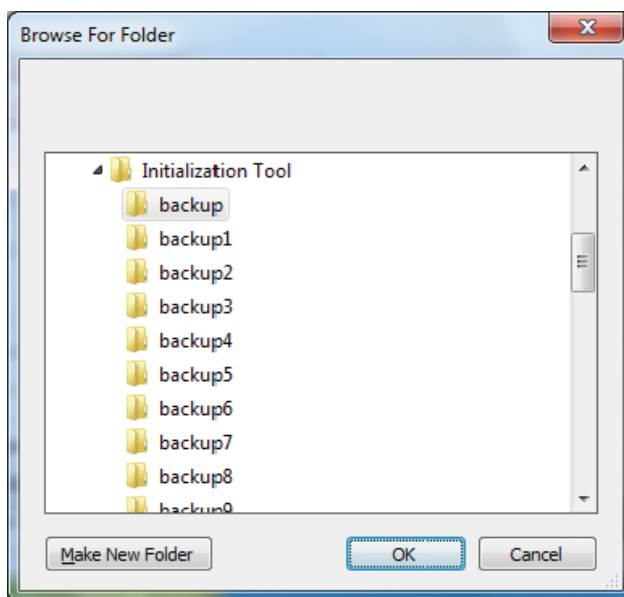 Browse For Folder
Initialization Tool
backup
backup1
backup2
backup3
backup4
backup5
backup6
backup7
backup8
backup9
Make New Folder
OK
Cancel